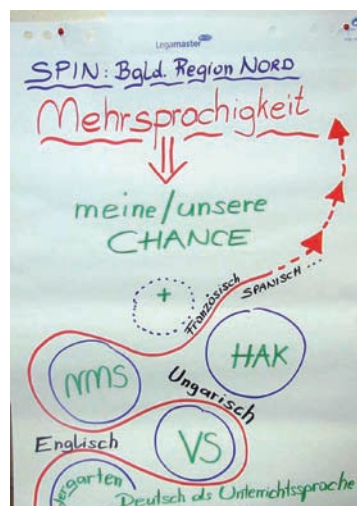 Legamaster
SPIN: Bgld. Region NORD
Mehrsprachigkeit
meine/unsere
CHANCE
+
Französisch
SPANISCH ...
NMS
HAK
Ungarisch
Englisch
VS
Deutsch als Unterrichtssprache